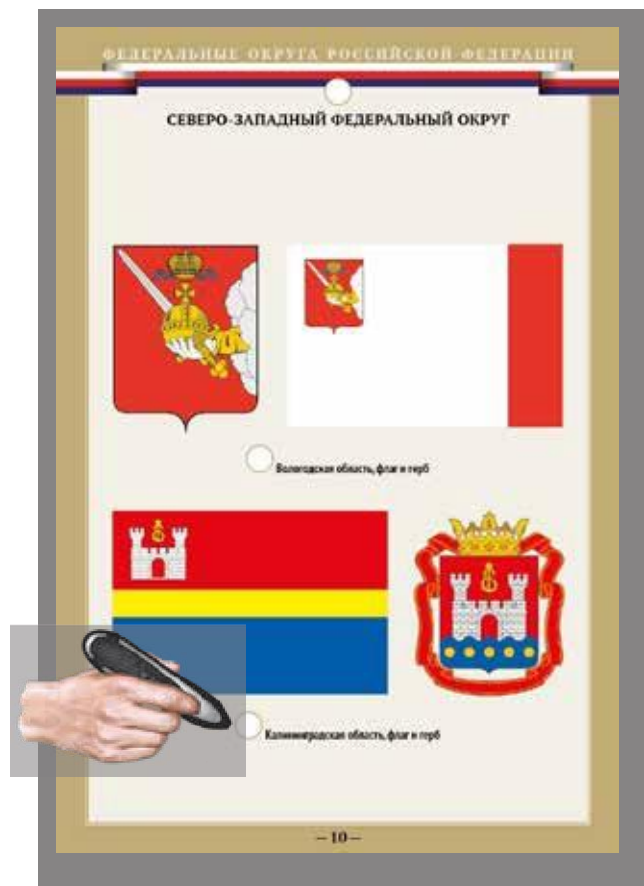 ФЕДЕРАЛЬНЫЕ ОКРУГА РОССИЙСКОЙ ФЕДЕРАЦИИ
СЕВЕРО-ЗАПАДНЫЙ ФЕДЕРАЛЬНЫЙ ОКРУГ
Вологодская область, флаг и герб
Калининградская область, флаг и герб
– 10 –